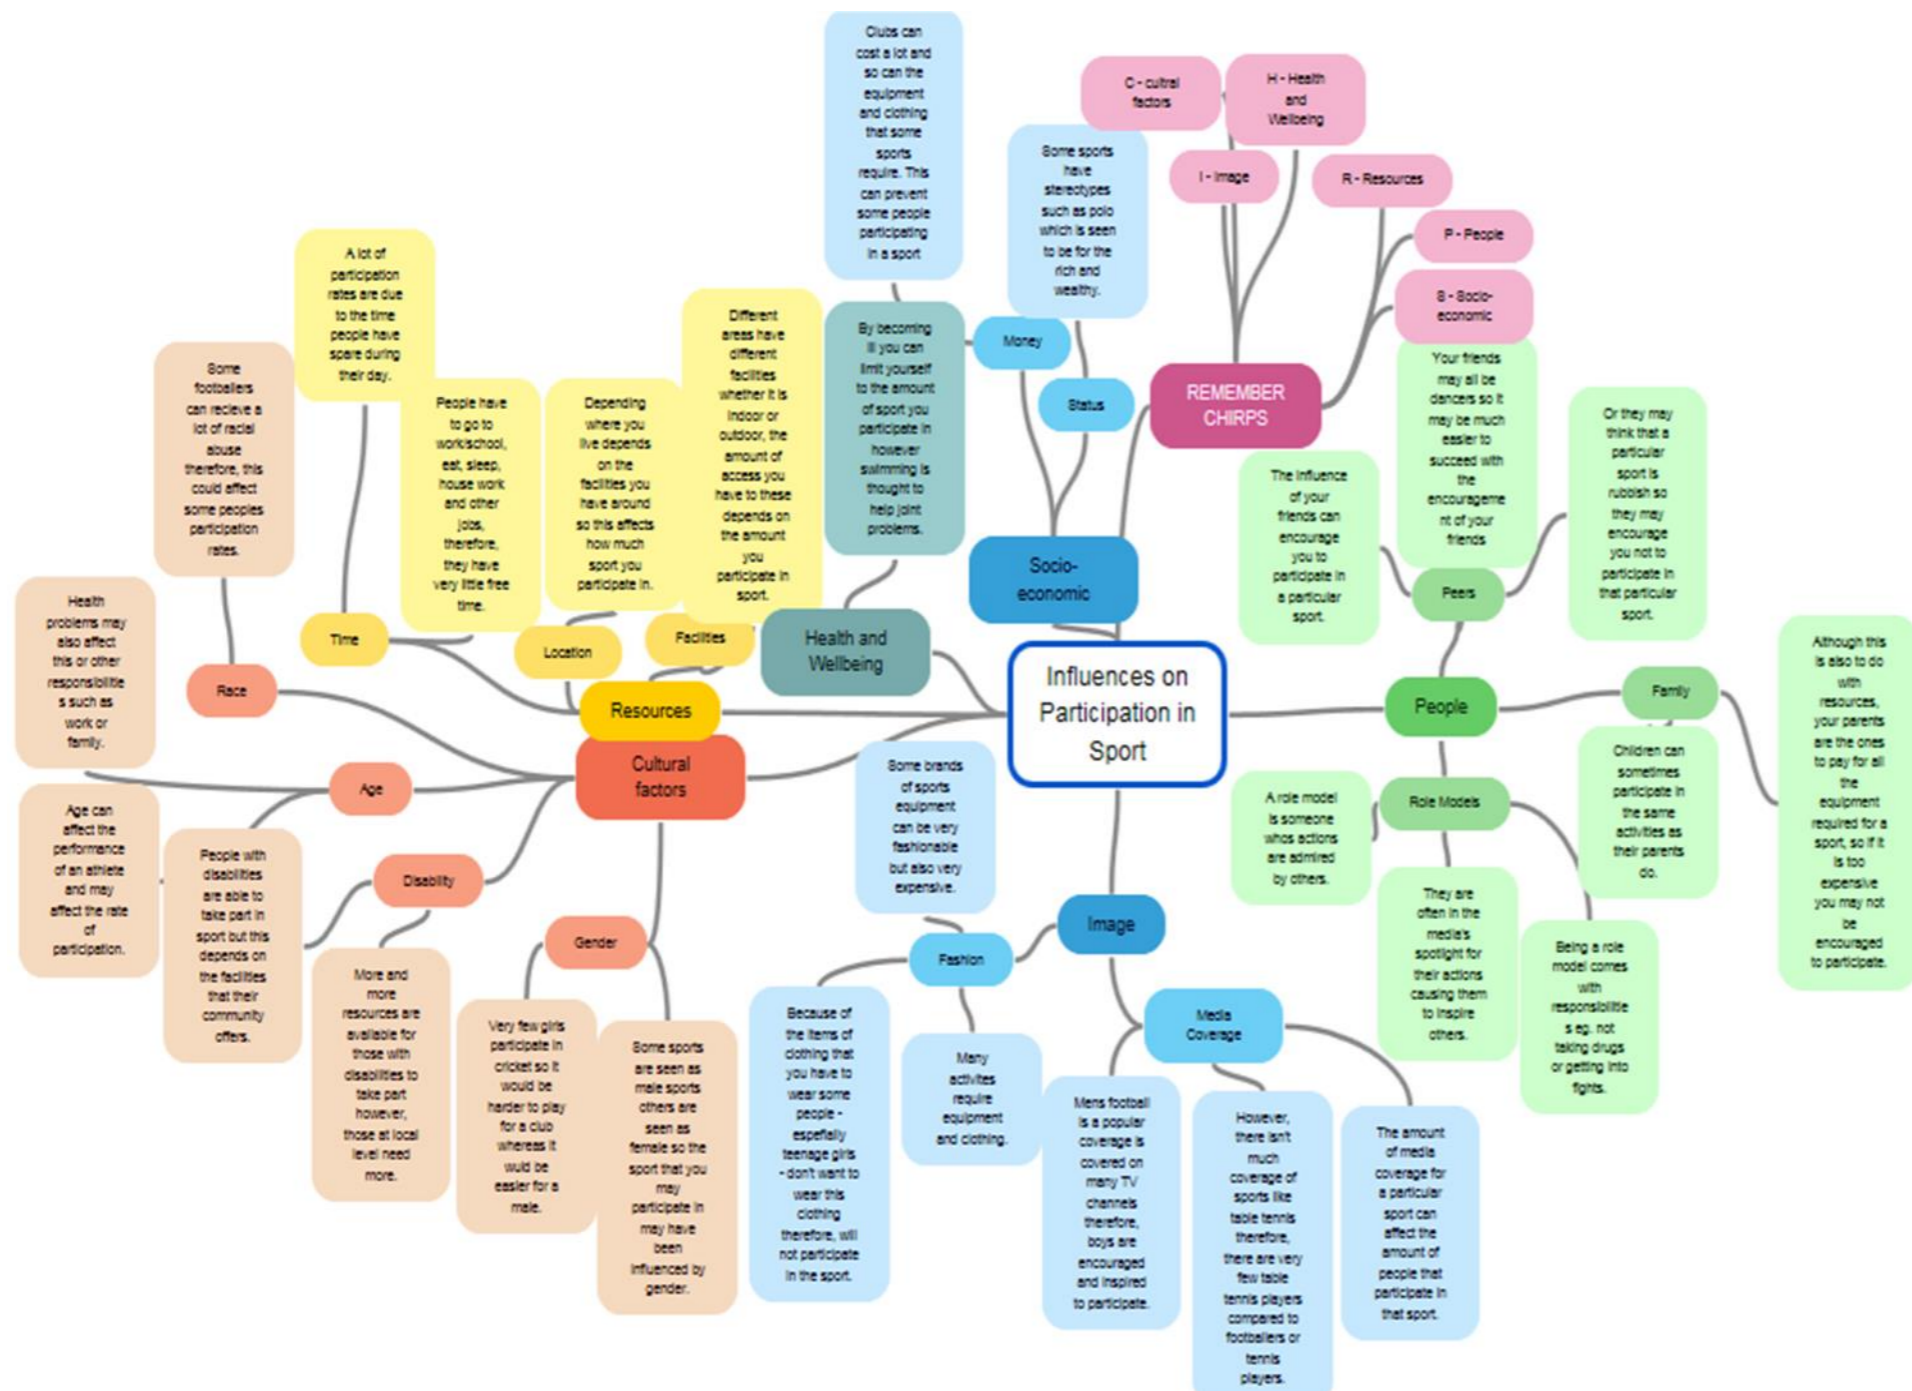 Clubs can
cost a lot and
so can the
equipment
and clothing
that some
sports
require. This
can prevent
some people
participating
in a sport
Some sports
have
stereotypes
such as polo
which is seen
to be for the
rich and
wealthy.
C - cultral
factors
H - Health
and
Wellbeing
I - Image
R - Resources
P - People
S - Socio-
economic
REMEMBER
CHIRPS
Money
Status
Socio-
economic
A lot of
participation
rates are due
to the time
people have
spare during
their day.
People have
to go to
work/school,
eat, sleep,
house work
and other
jobs,
therefore,
they have
very little free
time.
Depending
where you
live depends
on the
facilities you
have around
so this affects
how much
sport you
participate in.
Different
areas have
different
facilities
whether it is
indoor or
outdoor, the
amount of
access you
have to these
depends on
the amount
you
participate in
sport.
By becoming
ill you can
limit yourself
to the amount
of sport you
participate in
however
swimming is
thought to
help joint
problems.
Time
Location
Facilities
Resources
Health and
Wellbeing
Influences on
Participation in
Sport
Some
footballers
can recieve a
lot of racial
abuse
therefore, this
could affect
some peoples
participation
rates.
Health
problems may
also affect
this or other
responsibilitie
s such as
work or
family.
Race
Age
Cultural
factors
Age can
affect the
performance
of an athlete
and may
affect the rate
of
participation.
People with
disabilities
are able to
take part in
sport but this
depends on
the facilities
that their
community
offers.
Disability
More and
more
resources are
available for
those with
disabilities to
take part
however,
those at local
level need
more.
Gender
Very few girls
participate in
cricket so it
would be
harder to play
for a club
whereas it
wuld be
easier for a
male.
Some sports
are seen as
male sports
others are
seen as
female so the
sport that you
may
participate in
may have
been
influenced by
gender.
Your friends
may all be
dancers so it
may be much
easier to
succeed with
the
encourageme
nt of your
friends
Or they may
think that a
particular
sport is
rubbish so
they may
encourage
you not to
participate in
that particular
sport.
The influence
of your
friends can
encourage
you to
participate in
a particular
sport.
Peers
People
Family
Although this
is also to do
with
resources,
your parents
are the ones
to pay for all
the
equipment
required for a
sport, so if it
is too
expensive
you may not
be
encouraged
to participate.
Children can
sometimes
participate in
the same
activities as
their parents
do.
Role Models
A role model
is someone
whos actions
are admired
by others.
They are
often in the
media's
spotlight for
their actions
causing them
to inspire
others.
Being a role
model comes
with
responsibilitie
s eg. not
taking drugs
or getting into
fights.
Some brands
of sports
equipment
can be very
fashionable
but also very
expensive.
Image
Fashion
Because of
the items of
clothing that
you have to
wear some
people -
espeflally
teenage girls
- don't want to
wear this
clothing
therefore, will
not participate
in the sport.
Many
activites
require
equipment
and clothing.
Media
Coverage
Mens football
is a popular
coverage is
covered on
many TV
channels
therefore,
boys are
encouraged
and inspired
to participate.
However,
there isn't
much
coverage of
sports like
table tennis
therefore,
there are very
few table
tennis players
compared to
footballers or
tennis
players.
The amount
of media
coverage for
a particular
sport can
affect the
amount of
people that
participate in
that sport.